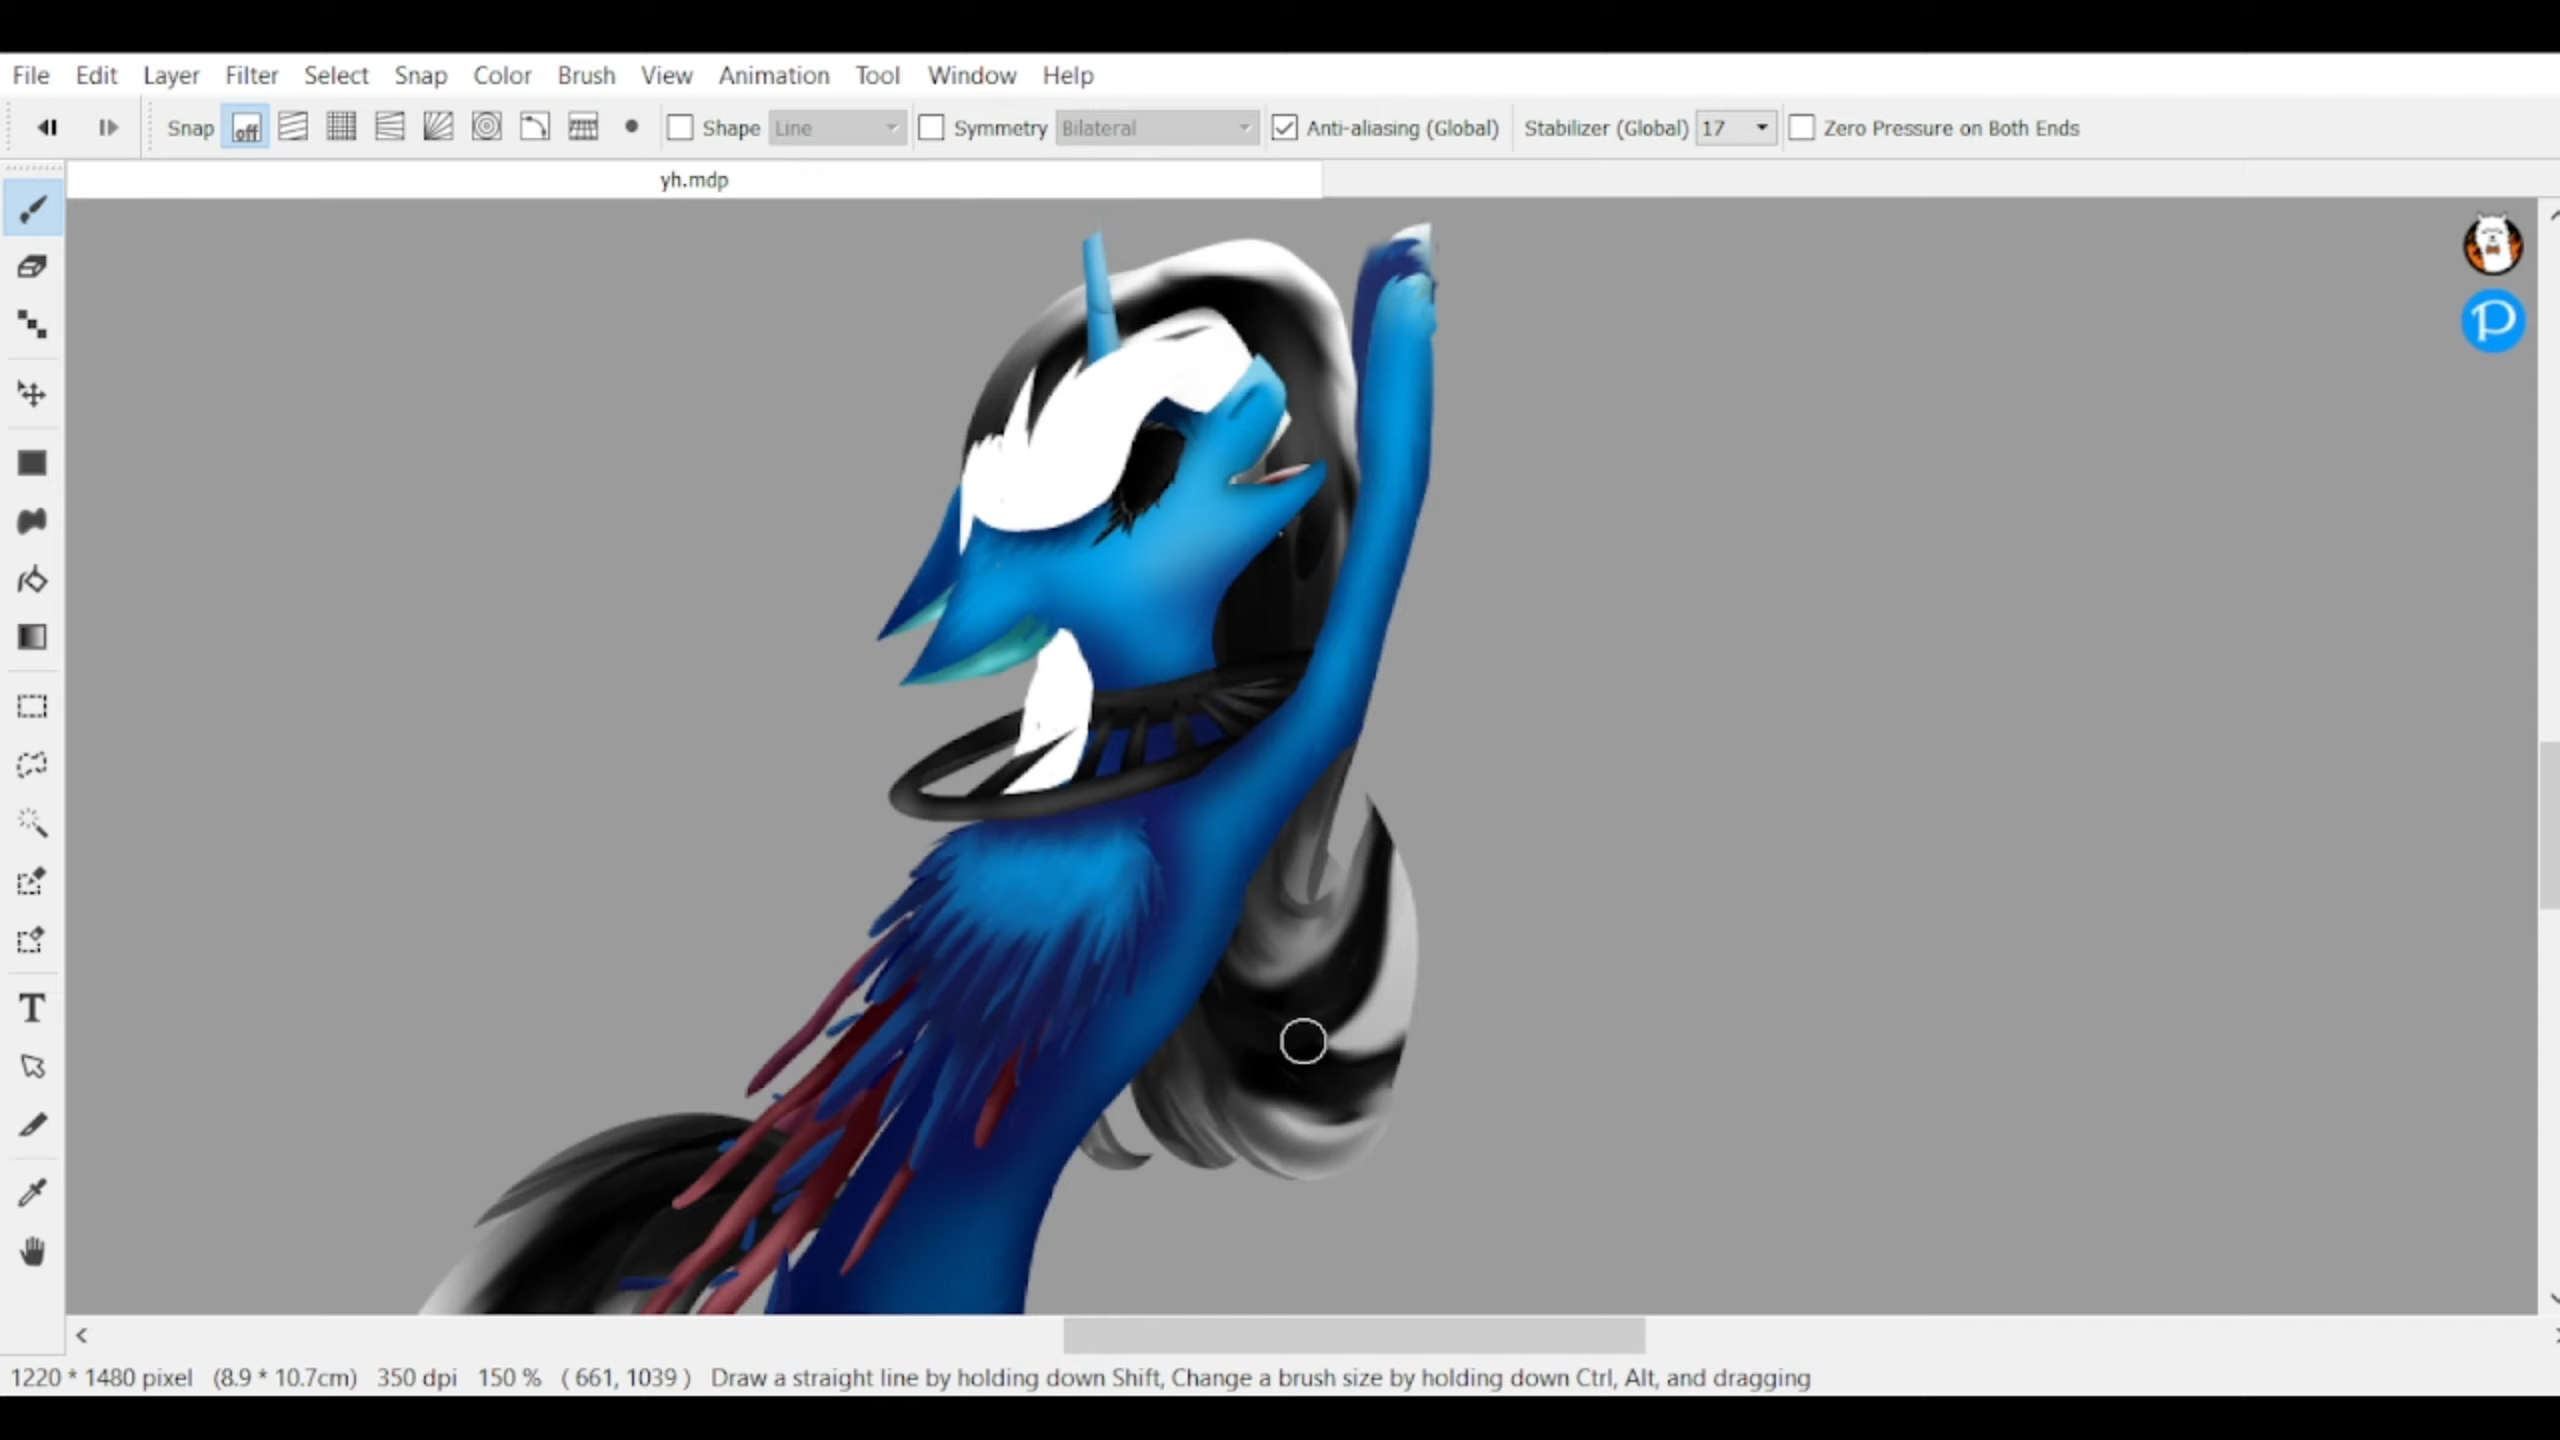 File Edit Layer Filter Select Snap Color Brush View Animation Tool Window Help
Snap off Shape Line Symmetry Bilateral Anti-aliasing (Global) Stabilizer (Global) 17 Zero Pressure on Both Ends
yh.mdp
P
T
1220 * 1480 pixel (8.9 * 10.7cm) 350 dpi 150 % ( 661, 1039 ) Draw a straight line by holding down Shift, Change a brush size by holding down Ctrl, Alt, and dragging